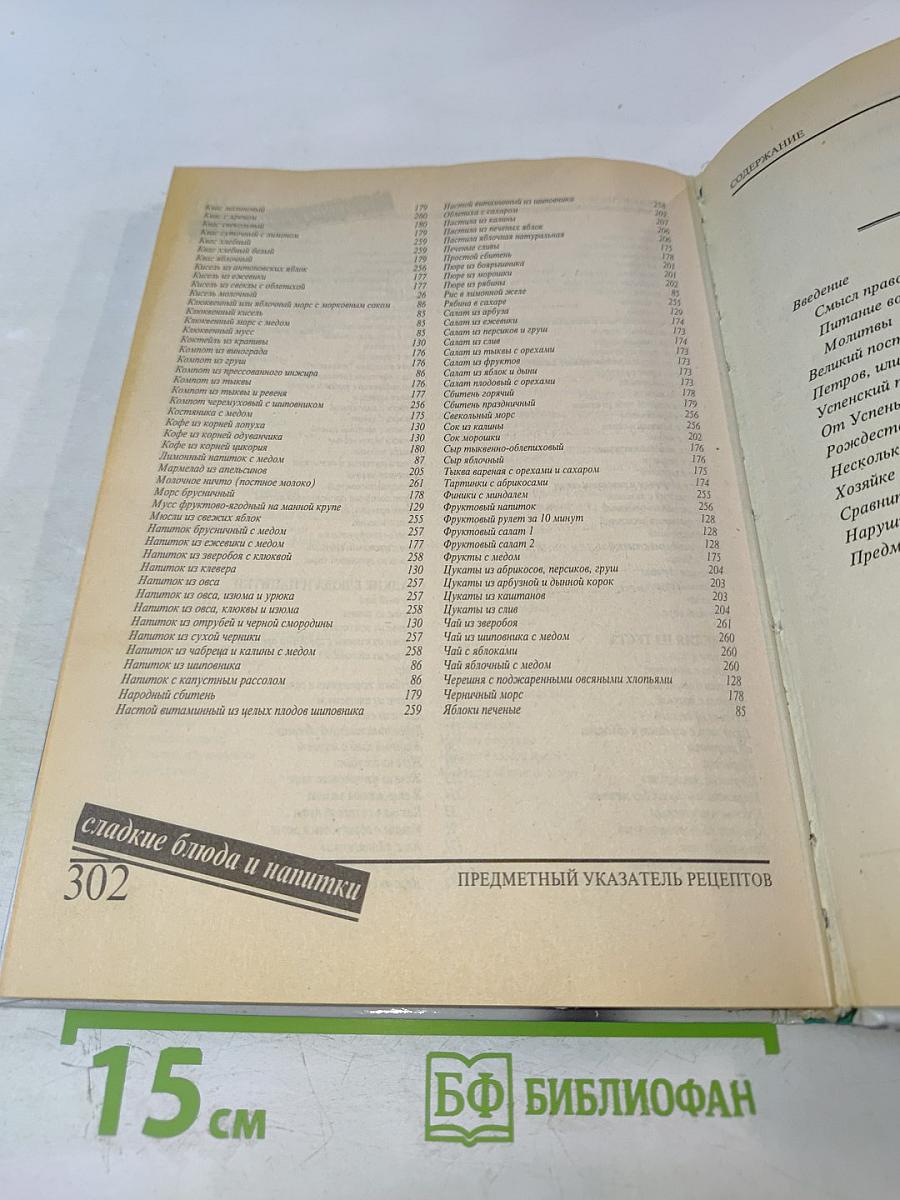 Квас малиновый 179
Квас с хреном 260
Квас свекольный 180
Квас суточный с лимоном 179
Квас хлебный 259
Квас хлебный белый 259
Квас яблочный 179
Кисель из антоновских яблок 256
Кисель из ежевики 177
Кисель из свеклы с облепихой 177
Кисель молочный 26
Клюквенный или яблочный морс с морковным соком 86
Клюквенный кисель 85
Клюквенный морс с медом 85
Клюквенный мусс 85
Коктейль из крапивы 130
Компот из винограда 176
Компот из груш 176
Компот из прессованного инжира 86
Компот из тыквы 176
Компот из тыквы и ревеня 177
Компот черемуховый с шиповником 256
Костяника с медом 175
Кофе из корней лопуха 130
Кофе из корней одуванчика 130
Кофе из корней цикория 180
Лимонный напиток с медом 87
Мармелад из апельсинов 205
Молочное ничто (постное молоко) 261
Морс брусничный 178
Мусс фруктово-ягодный на манной крупе 129
Мюсли из свежих яблок 255
Напиток брусничный с медом 257
Напиток из ежевики с медом 177
Напиток из зверобоя с клюквой 258
Напиток из клевера 130
Напиток из овса 257
Напиток из овса, изюма и урюка 257
Напиток из овса, клюквы и изюма 258
Напиток из отрубей и черной смородины 130
Напиток из сухой черники 257
Напиток из чабреца и калины с медом 258
Напиток из шиповника 86
Напиток с капустным рассолом 86
Народный сбитень 179
Настой витаминный из целых плодов шиповника 259
Настой витаминный из шиповника 258
Облепиха с сахаром 202
Пастила из калины 207
Пастила из печеных яблок 206
Пастила яблочная натуральная 206
Печеные сливы 175
Простой сбитень 178
Пюре из боярышника 201
Пюре из морошки 201
Пюре из рябины 202
Рис в лимонной желе 85
Рябина в сахаре 255
Салат из арбуза 129
Салат из ежевики 174
Салат из персиков и груш 173
Салат из слив 174
Салат из тыквы с орехами 173
Салат из фруктов 173
Салат из яблок и дыни 173
Салат плодовый с орехами 173
Сбитень горячий 178
Сбитень праздничный 179
Свекольный морс 256
Сок из калины 256
Сок морошки 202
Сыр тыквенно-облепиховый 176
Сыр яблочный 176
Тыква вареная с орехами и сахаром 175
Тартинки с абрикосами 174
Финики с миндалем 255
Фруктовый напиток 256
Фруктовый рулет за 10 минут 128
Фруктовый салат 1 128
Фруктовый салат 2 128
Фрукты с медом 175
Цукаты из абрикосов, персиков, груш 204
Цукаты из арбузной и дынной корок 203
Цукаты из каштанов 203
Цукаты из слив 204
Чай из зверобоя 261
Чай из шиповника с медом 260
Чай с яблоками 260
Чай яблочный с медом 260
Черешня с поджаренными овсяными хлопьями 128
Черничный морс 178
Яблоки печеные 85
сладкие блюда и напитки
302
ПРЕДМЕТНЫЙ УКАЗАТЕЛЬ РЕЦЕПТОВ
СОДЕРЖАНИЕ
Введение
Смысл право
Питание во
Молитвы
Великий пост
Петров, или
Успенский п
От Успень
Рождеств
Нескольк
Хозяйке
Сравнит
Наруш
Предм
15 см
БФ БИБЛИОФАН